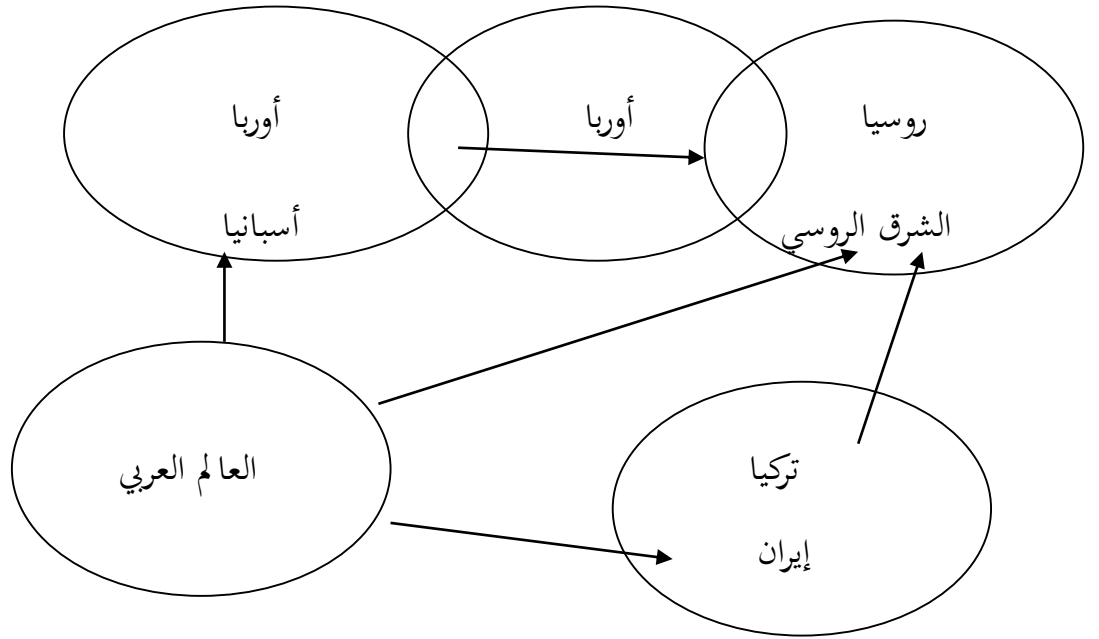 أوربا
أوربا
روسيا
أسبانيا
الشرق الروسي
العالم العربي
تركيا
إيران